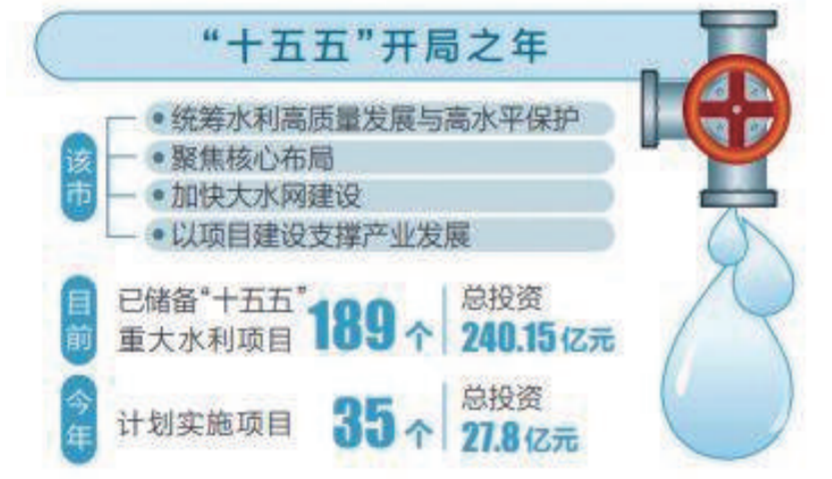 “十五五”开局之年
该市
统筹水利高质量发展与高水平保护
聚焦核心布局
加快大水网建设
以项目建设支撑产业发展
目前
已储备“十五五”
重大水利项目
189个
总投资
240.15亿元
今年
计划实施项目
35个
总投资
27.8亿元